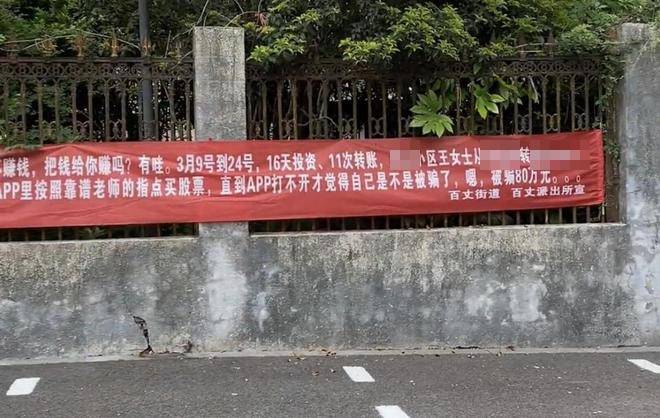 赚钱，把钱给你赚吗？有哇。3月9号到24号，16天投资、11次转账，小区王女士从转
APP里按照靠谱老师的指点买股票，直到APP打不开才觉得自己是不是被骗了，嗯，被骗80万元。。。
百丈街道 百丈派出所宣